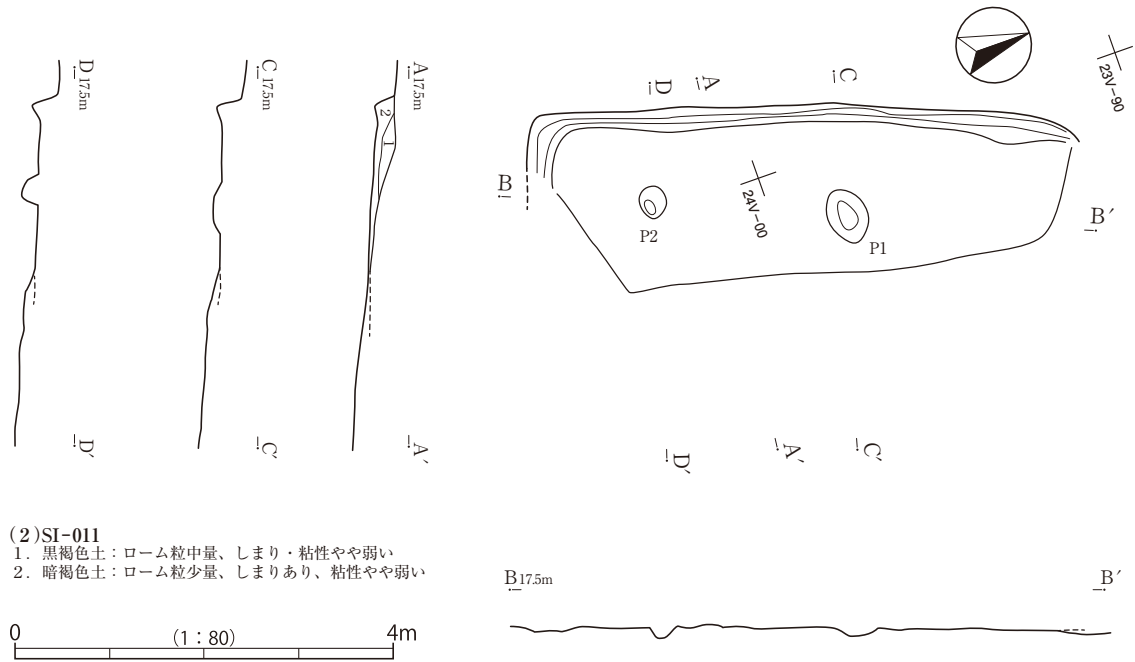 D 17.5m
C 17.5m
A 17.5m
2
1
D′
C′
A′
D
A
C
23V-90
B
B′
24V-00
P2
P1
D′
A′
C′
(2)SI-011
1．黒褐色土：ローム粒中量、しまり・粘性やや弱い
2．暗褐色土：ローム粒少量、しまりあり、粘性やや弱い
0 (1：80) 4m
B 17.5m
B′